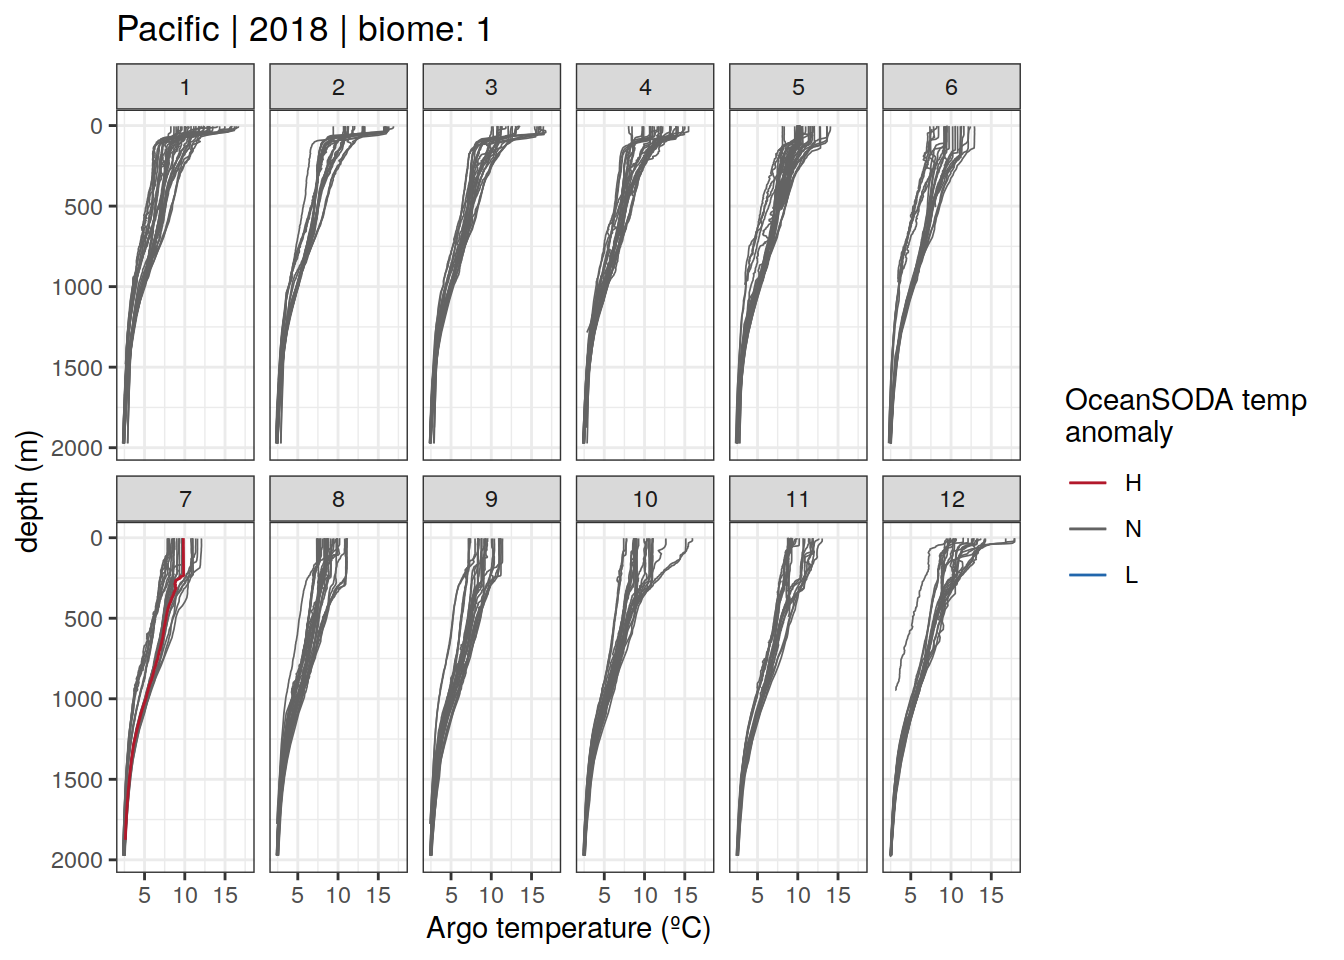 Pacific | 2018 | biome: 1
1 2 3 4 5 6
0
500
1000
1500
2000
7 8 9 10 11 12
0
500
1000
1500
2000
5 10 15 5 10 15 5 10 15 5 10 15 5 10 15 5 10 15
Argo temperature (ºC)
depth (m)
OceanSODA temp
anomaly
H
N
L